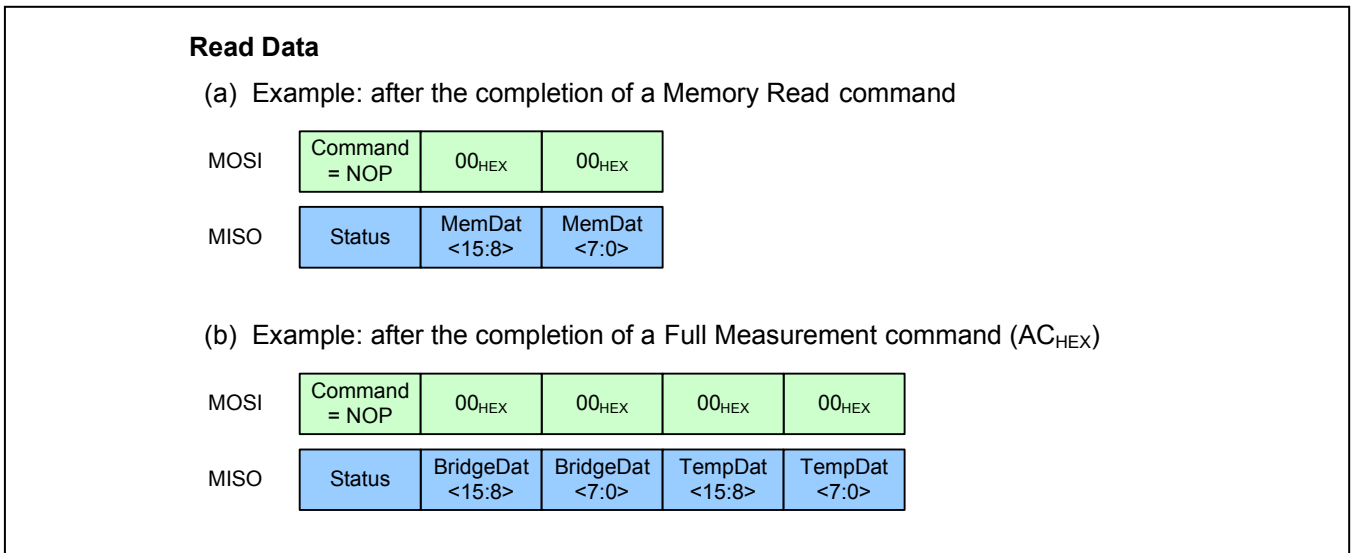 Read Data
(a) Example: after the completion of a Memory Read command
MOSI
Command
= NOP
00HEX
00HEX
MISO
Status
MemDat
<15:8>
MemDat
<7:0>
(b) Example: after the completion of a Full Measurement command (ACHEX)
MOSI
Command
= NOP
00HEX
00HEX
00HEX
00HEX
MISO
Status
BridgeDat
<15:8>
BridgeDat
<7:0>
TempDat
<15:8>
TempDat
<7:0>